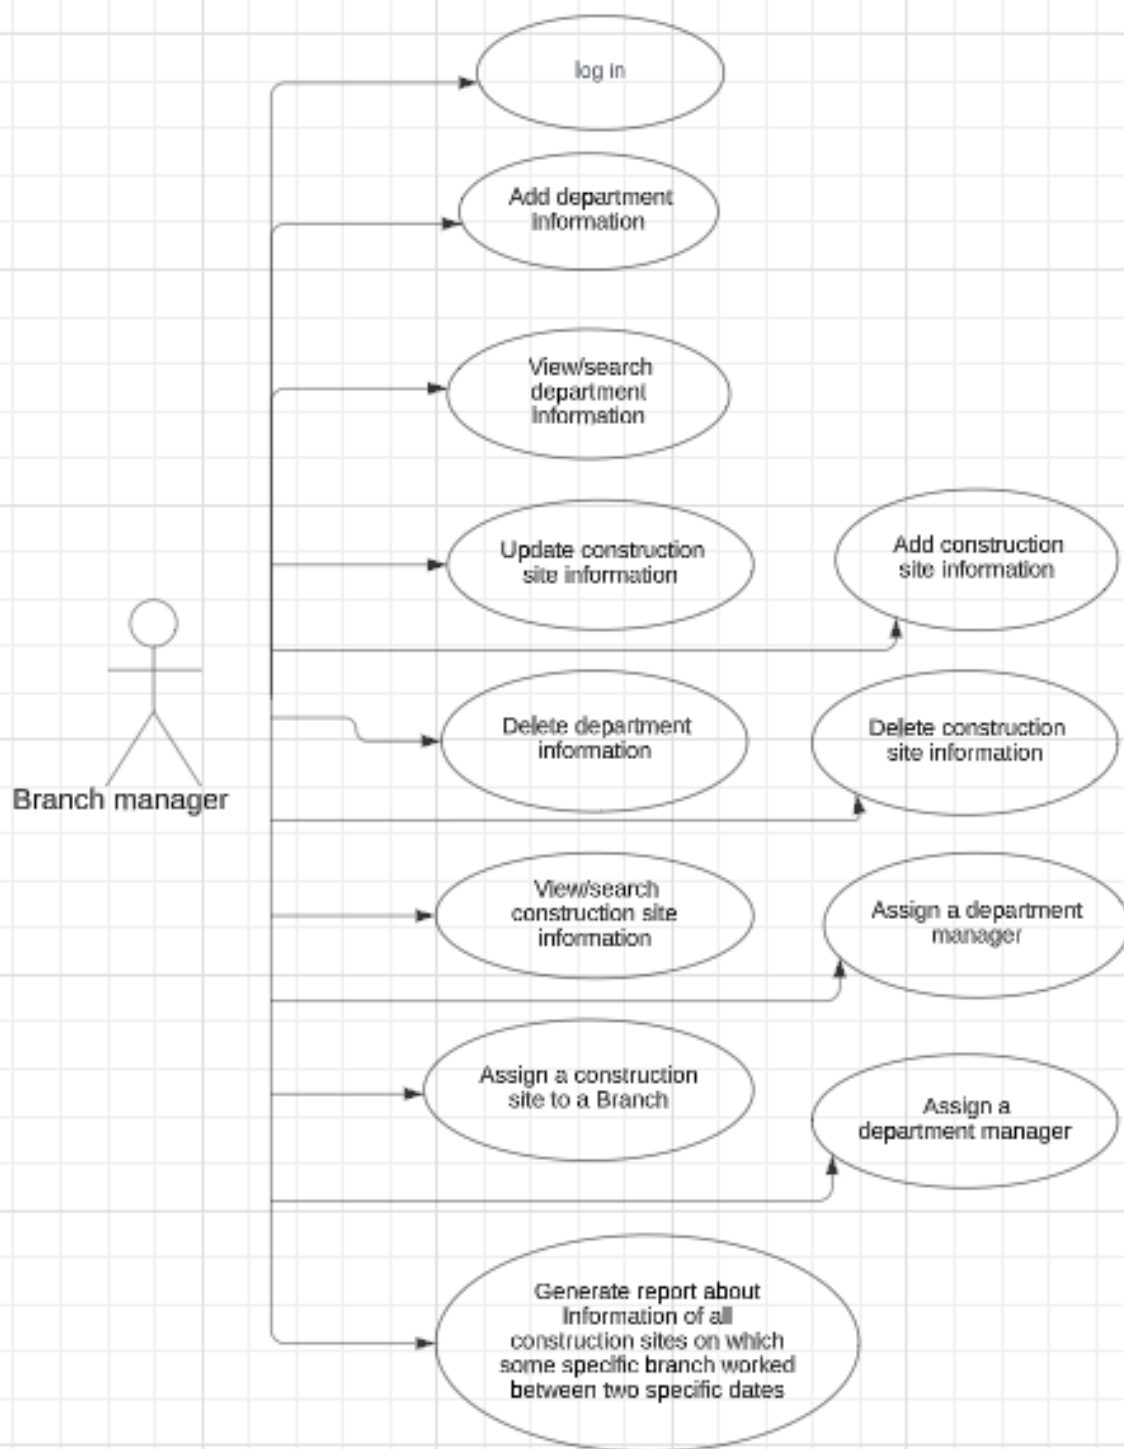 log in
Add department
Information
View/search
department
Information
Update construction
site information
Add construction
site information
Delete department
information
Delete construction
site information
Branch manager
View/search
construction site
information
Assign a department
manager
Assign a construction
site to a Branch
Assign a
department manager
Generate report about
Information of all
construction sites on which
some specific branch worked
between two specific dates